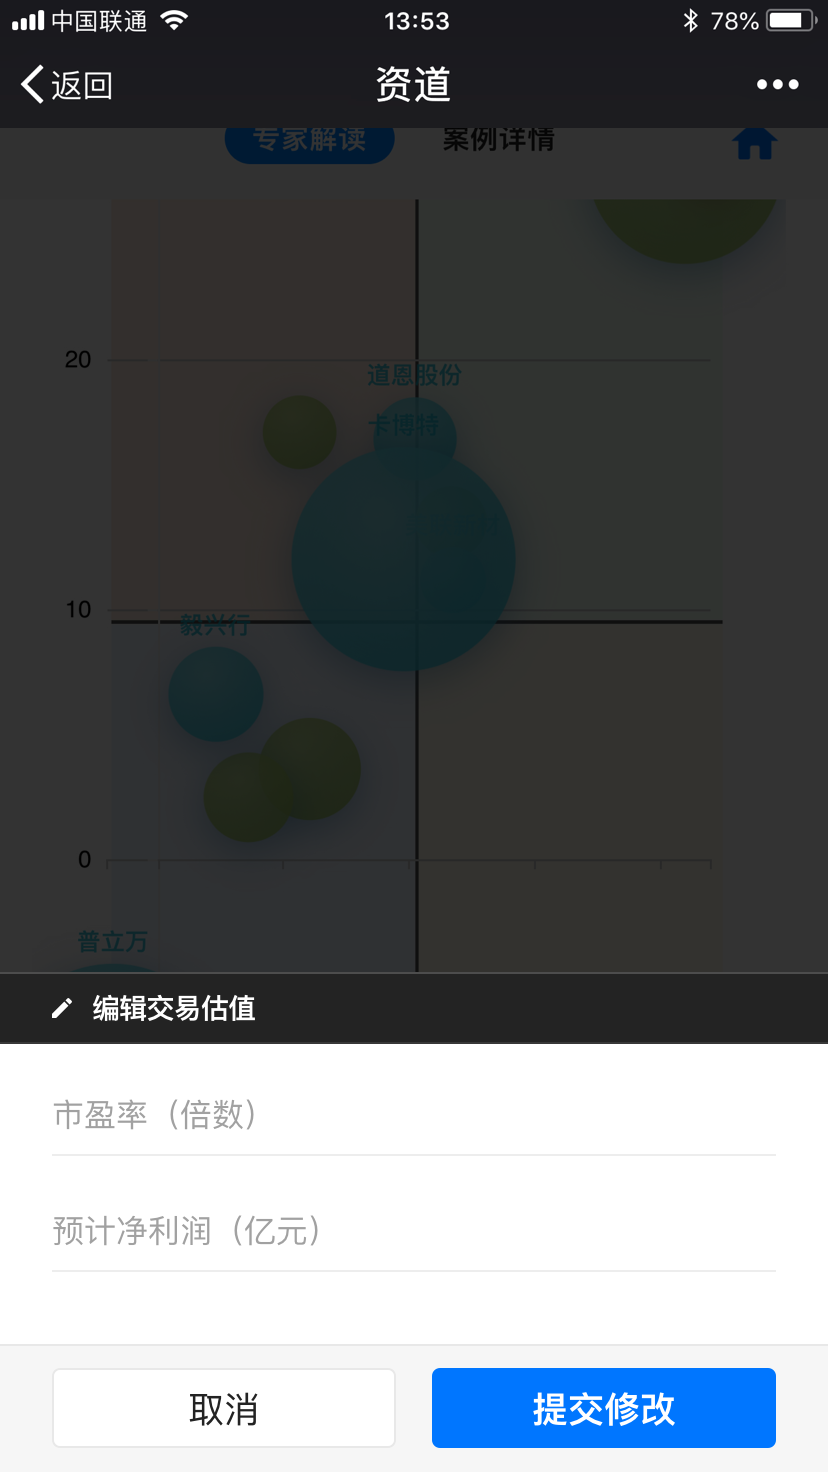 中国联通 13:53 78%
返回 资道
专家解读 案例详情
20
道恩股份
卡博特
10
毅兴行
0
普立万
编辑交易估值
市盈率（倍数）
预计净利润（亿元）
取消 提交修改